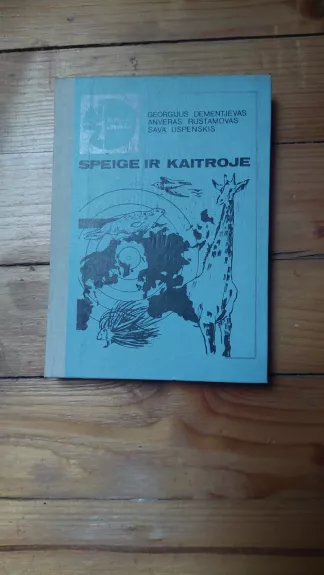 GEORGIJUS DEMENTJEVAS
ANVERAS RUSTAMOVAS
SAVA USPENSKIS
SPEIGE IR KAITROJE